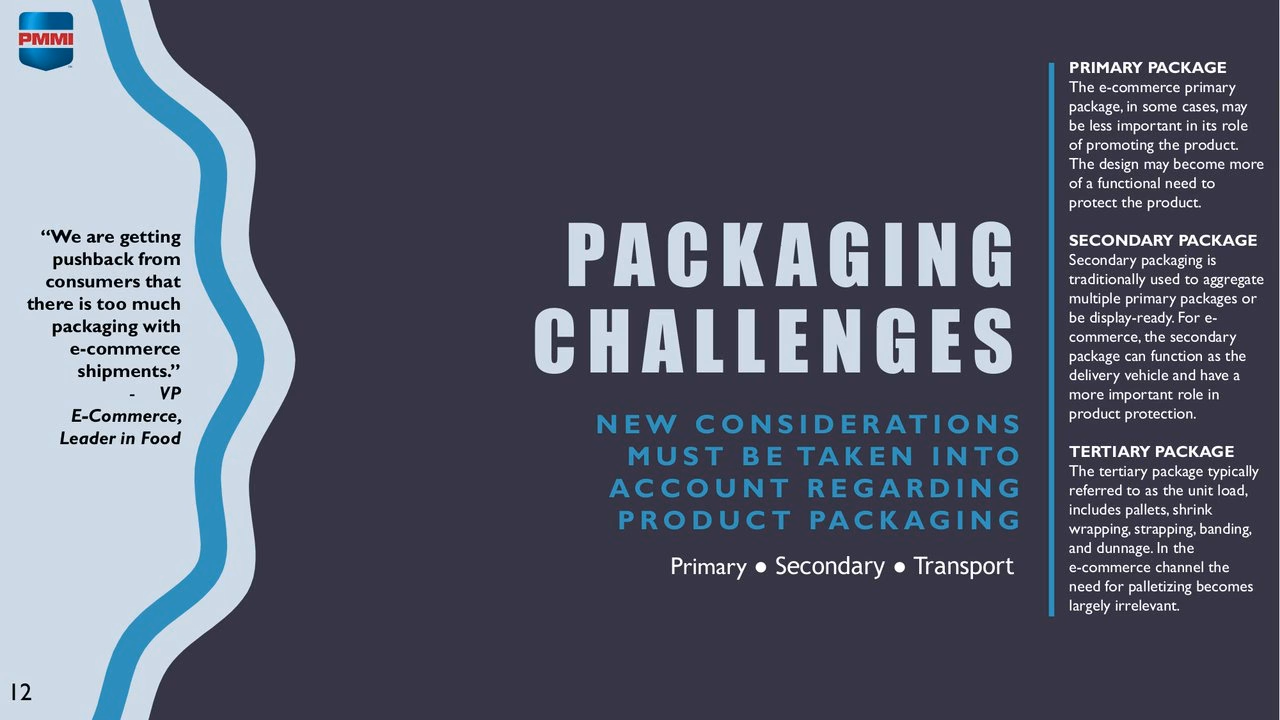 PMMI
“We are getting
pushback from
consumers that
there is too much
packaging with
e-commerce
shipments.”
- VP
E-Commerce,
Leader in Food
12
PACKAGING
CHALLENGES
NEW CONSIDERATIONS
MUST BE TAKEN INTO
ACCOUNT REGARDING
PRODUCT PACKAGING
Primary ● Secondary ● Transport
PRIMARY PACKAGE
The e-commerce primary
package, in some cases, may
be less important in its role
of promoting the product.
The design may become more
of a functional need to
protect the product.
SECONDARY PACKAGE
Secondary packaging is
traditionally used to aggregate
multiple primary packages or
be display-ready. For e-
commerce, the secondary
package can function as the
delivery vehicle and have a
more important role in
product protection.
TERTIARY PACKAGE
The tertiary package typically
referred to as the unit load,
includes pallets, shrink
wrapping, strapping, banding,
and dunnage. In the
e-commerce channel the
need for palletizing becomes
largely irrelevant.